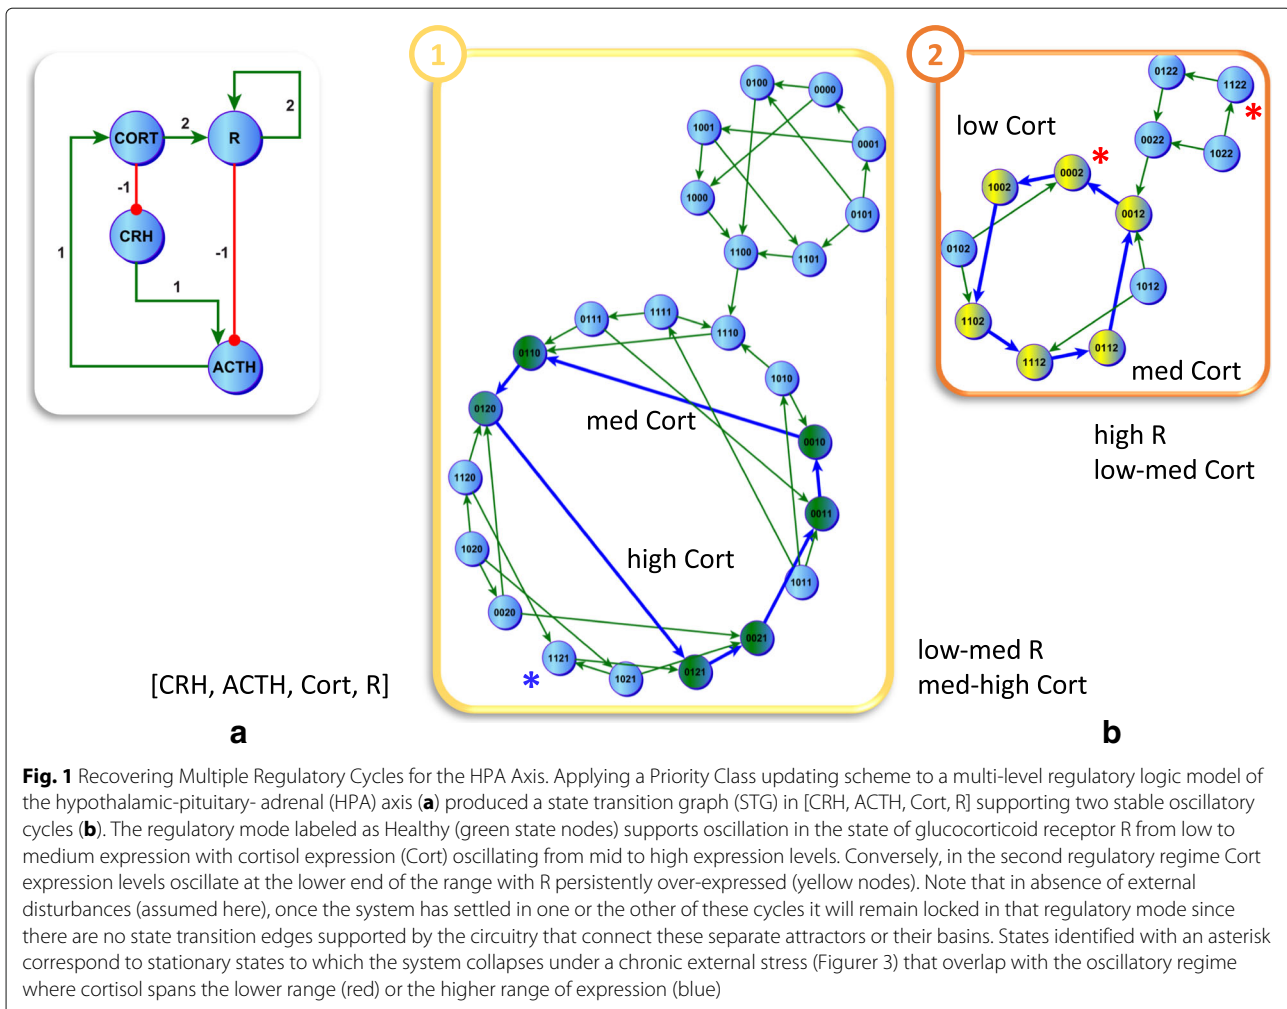 1
2
CORT
2
R
2
-1
CRH
1
1
-1
ACTH
[CRH, ACTH, Cort, R]
a
0100
0000
1001
0001
1000
0101
1100
1101
0111
1111
1110
0110
1010
0120
med Cort
0010
1120
0011
high Cort
1020
1011
0020
0021
1121
*
1021
0121
low-med R
med-high Cort
0122
1122
*
low Cort
0022
1022
*
0002
1002
0012
0102
1012
1102
0112
1112
med Cort
high R
low-med Cort
b
Fig. 1 Recovering Multiple Regulatory Cycles for the HPA Axis. Applying a Priority Class updating scheme to a multi-level regulatory logic model of
the hypothalamic-pituitary- adrenal (HPA) axis (a) produced a state transition graph (STG) in [CRH, ACTH, Cort, R] supporting two stable oscillatory
cycles (b). The regulatory mode labeled as Healthy (green state nodes) supports oscillation in the state of glucocorticoid receptor R from low to
medium expression with cortisol expression (Cort) oscillating from mid to high expression levels. Conversely, in the second regulatory regime Cort
expression levels oscillate at the lower end of the range with R persistently over-expressed (yellow nodes). Note that in absence of external
disturbances (assumed here), once the system has settled in one or the other of these cycles it will remain locked in that regulatory mode since
there are no state transition edges supported by the circuitry that connect these separate attractors or their basins. States identified with an asterisk
correspond to stationary states to which the system collapses under a chronic external stress (Figurer 3) that overlap with the oscillatory regime
where cortisol spans the lower range (red) or the higher range of expression (blue)